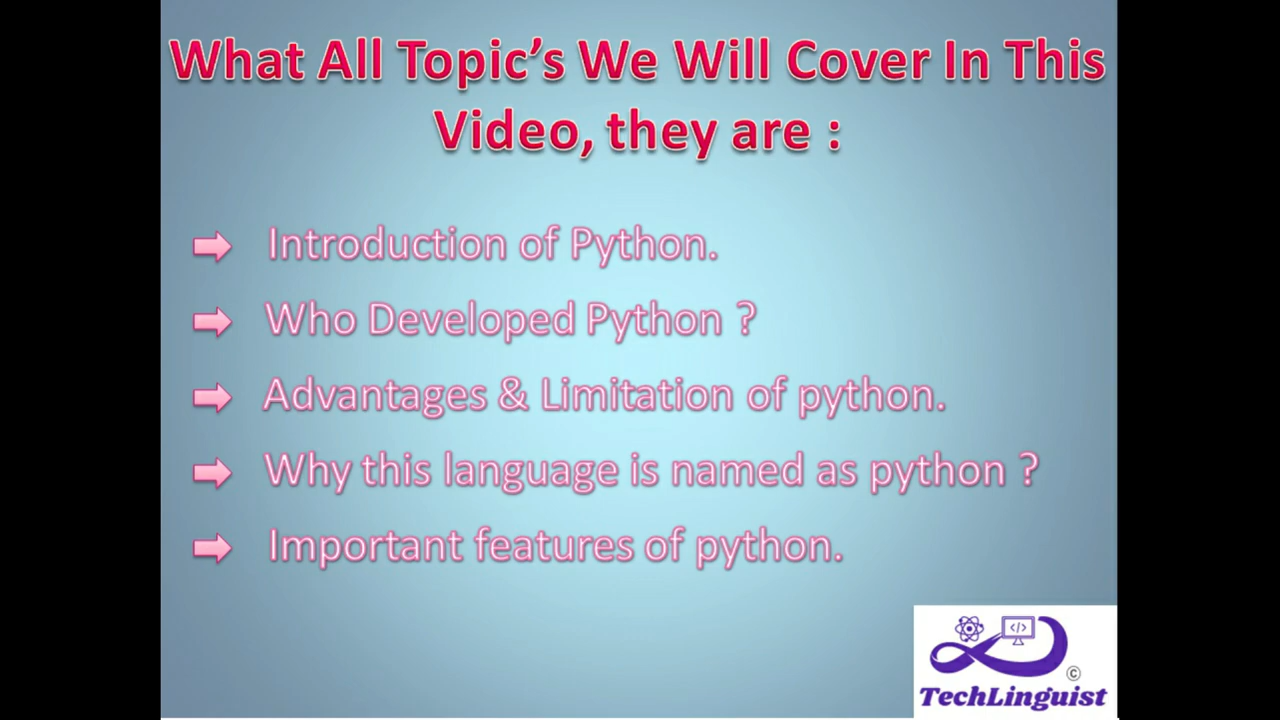 What All Topic’s We Will Cover In This
Video, they are :
Introduction of Python.
Who Developed Python ?
Advantages & Limitation of python.
Why this language is named as python ?
Important features of python.
</>
©
TechLinguist